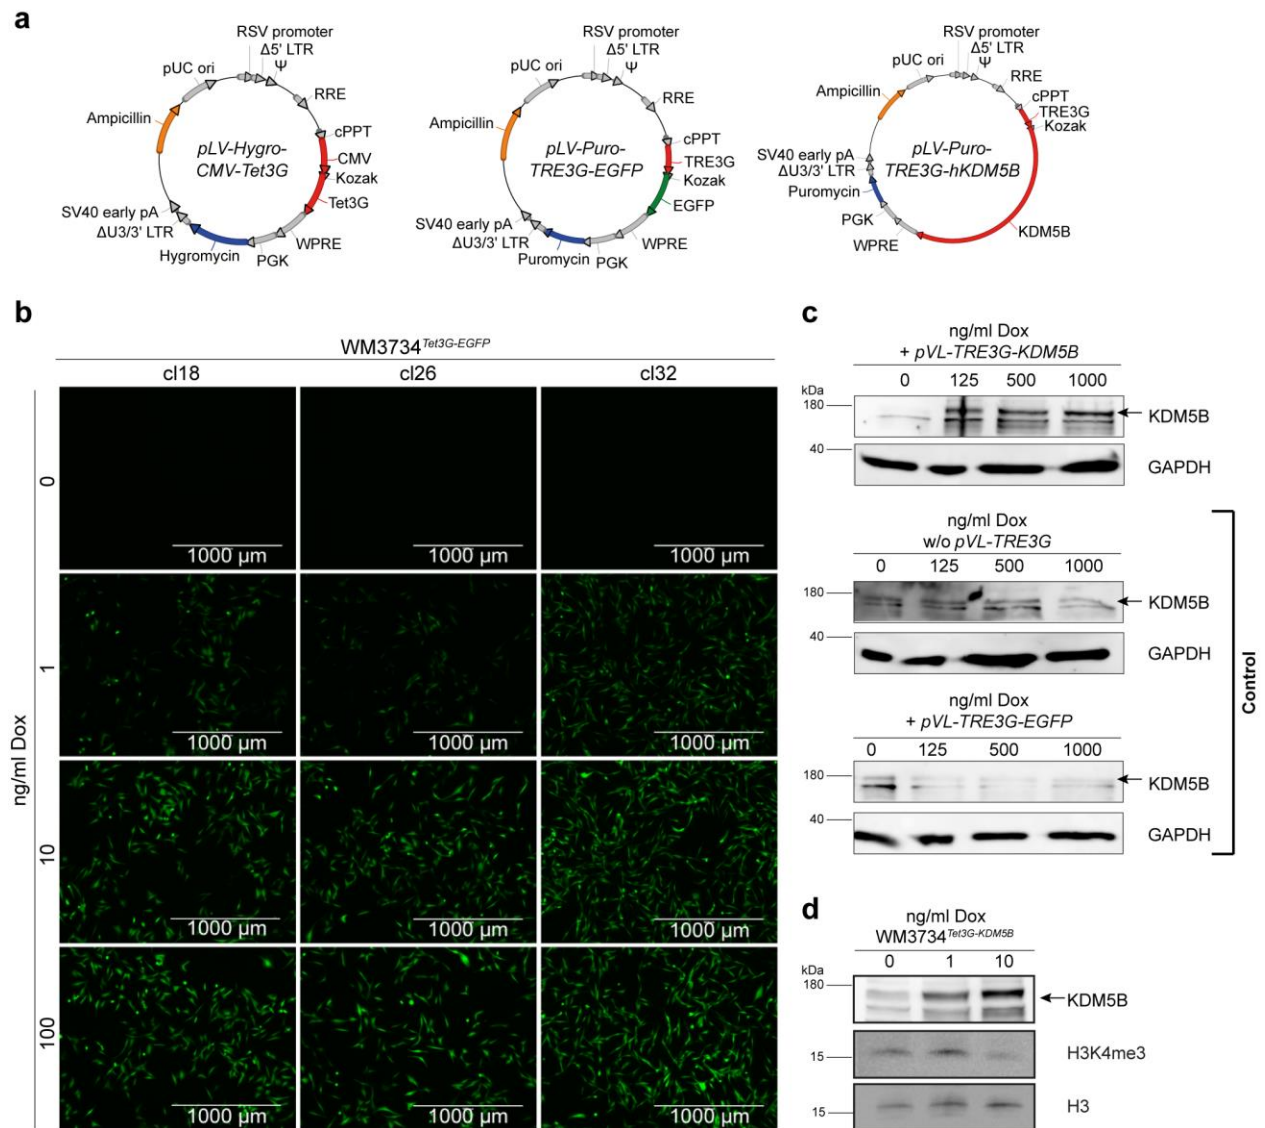 a
RSV promoter
Δ5' LTR
Ψ
pUC ori
RRE
Ampicillin
cPPT
CMV
Kozak
Tet3G
pLV-Hygro-
CMV-Tet3G
SV40 early pA
ΔU3/3' LTR
Hygromycin
PGK
WPRE
RSV promoter
Δ5' LTR
Ψ
pUC ori
RRE
Ampicillin
cPPT
TRE3G
Kozak
EGFP
pLV-Puro-
TRE3G-EGFP
SV40 early pA
ΔU3/3' LTR
Puromycin
PGK
WPRE
RSV promoter
Δ5' LTR
Ψ
pUC ori
RRE
Ampicillin
cPPT
TRE3G
Kozak
pLV-Puro-
TRE3G-hKDM5B
SV40 early pA
ΔU3/3' LTR
Puromycin
PGK
WPRE
KDM5B
b
WM3734Tet3G-EGFP
cl18 cl26 cl32
ng/ml Dox
0
1000 µm 1000 µm 1000 µm
1
1000 µm 1000 µm 1000 µm
10
1000 µm 1000 µm 1000 µm
100
1000 µm 1000 µm 1000 µm
c
ng/ml Dox
+ pVL-TRE3G-KDM5B
0 125 500 1000
kDa
180
KDM5B
40
GAPDH
ng/ml Dox
w/o pVL-TRE3G
0 125 500 1000
180
KDM5B
40
GAPDH
ng/ml Dox
+ pVL-TRE3G-EGFP
0 125 500 1000
180
KDM5B
40
GAPDH
Control
d
ng/ml Dox
WM3734Tet3G-KDM5B
0 1 10
kDa
180
KDM5B
15
H3K4me3
15
H3